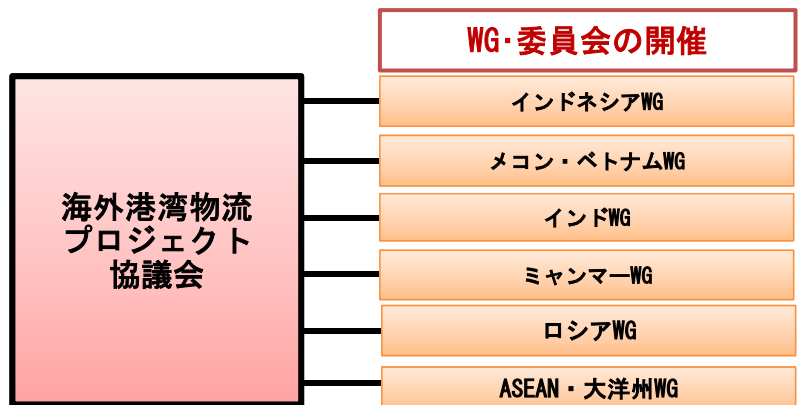 WG･委員会の開催
海外港湾物流
プロジェクト
協議会
インドネシアWG
メコン・ベトナムWG
インドWG
ミャンマーWG
ロシアWG
ASEAN・大洋州WG